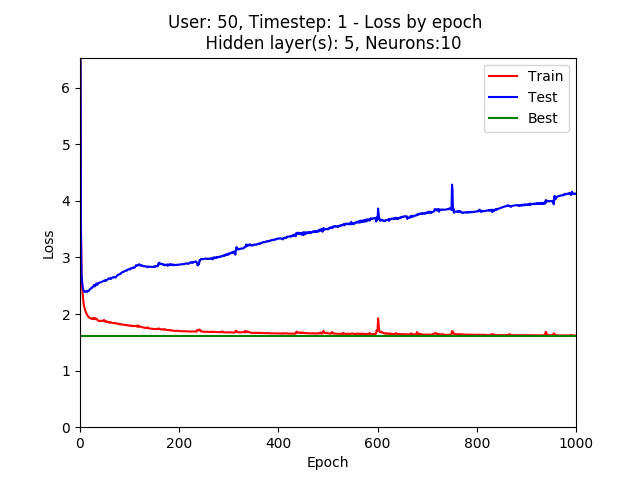 User: 50, Timestep: 1 - Loss by epoch
Hidden layer(s): 5, Neurons:10
Train
Test
Best
6
5
4
3
2
1
0
Loss
0 200 400 600 800 1000
Epoch